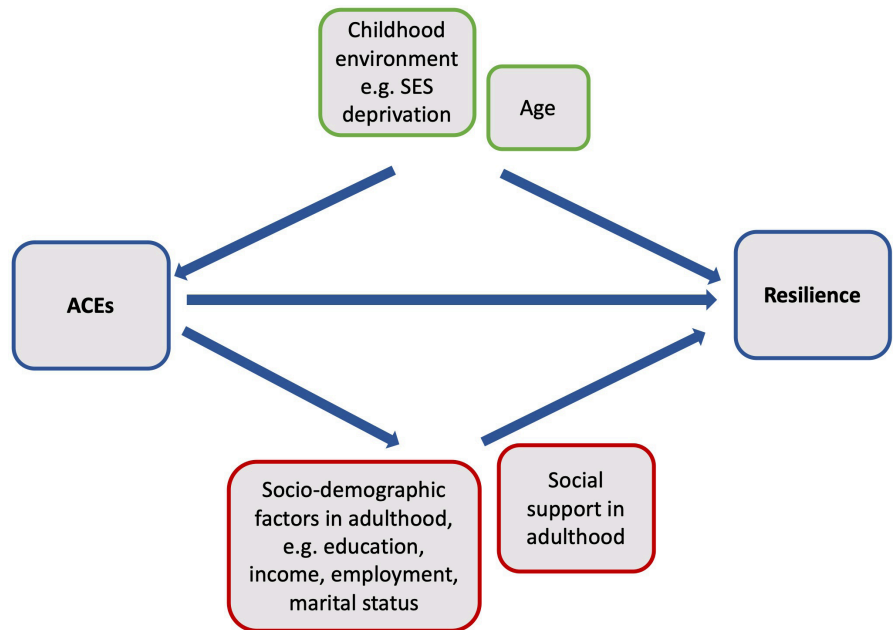 Childhood
environment
e.g. SES
deprivation
Age
ACEs
Resilience
Socio-demographic
factors in adulthood,
e.g. education,
income, employment,
marital status
Social
support in
adulthood